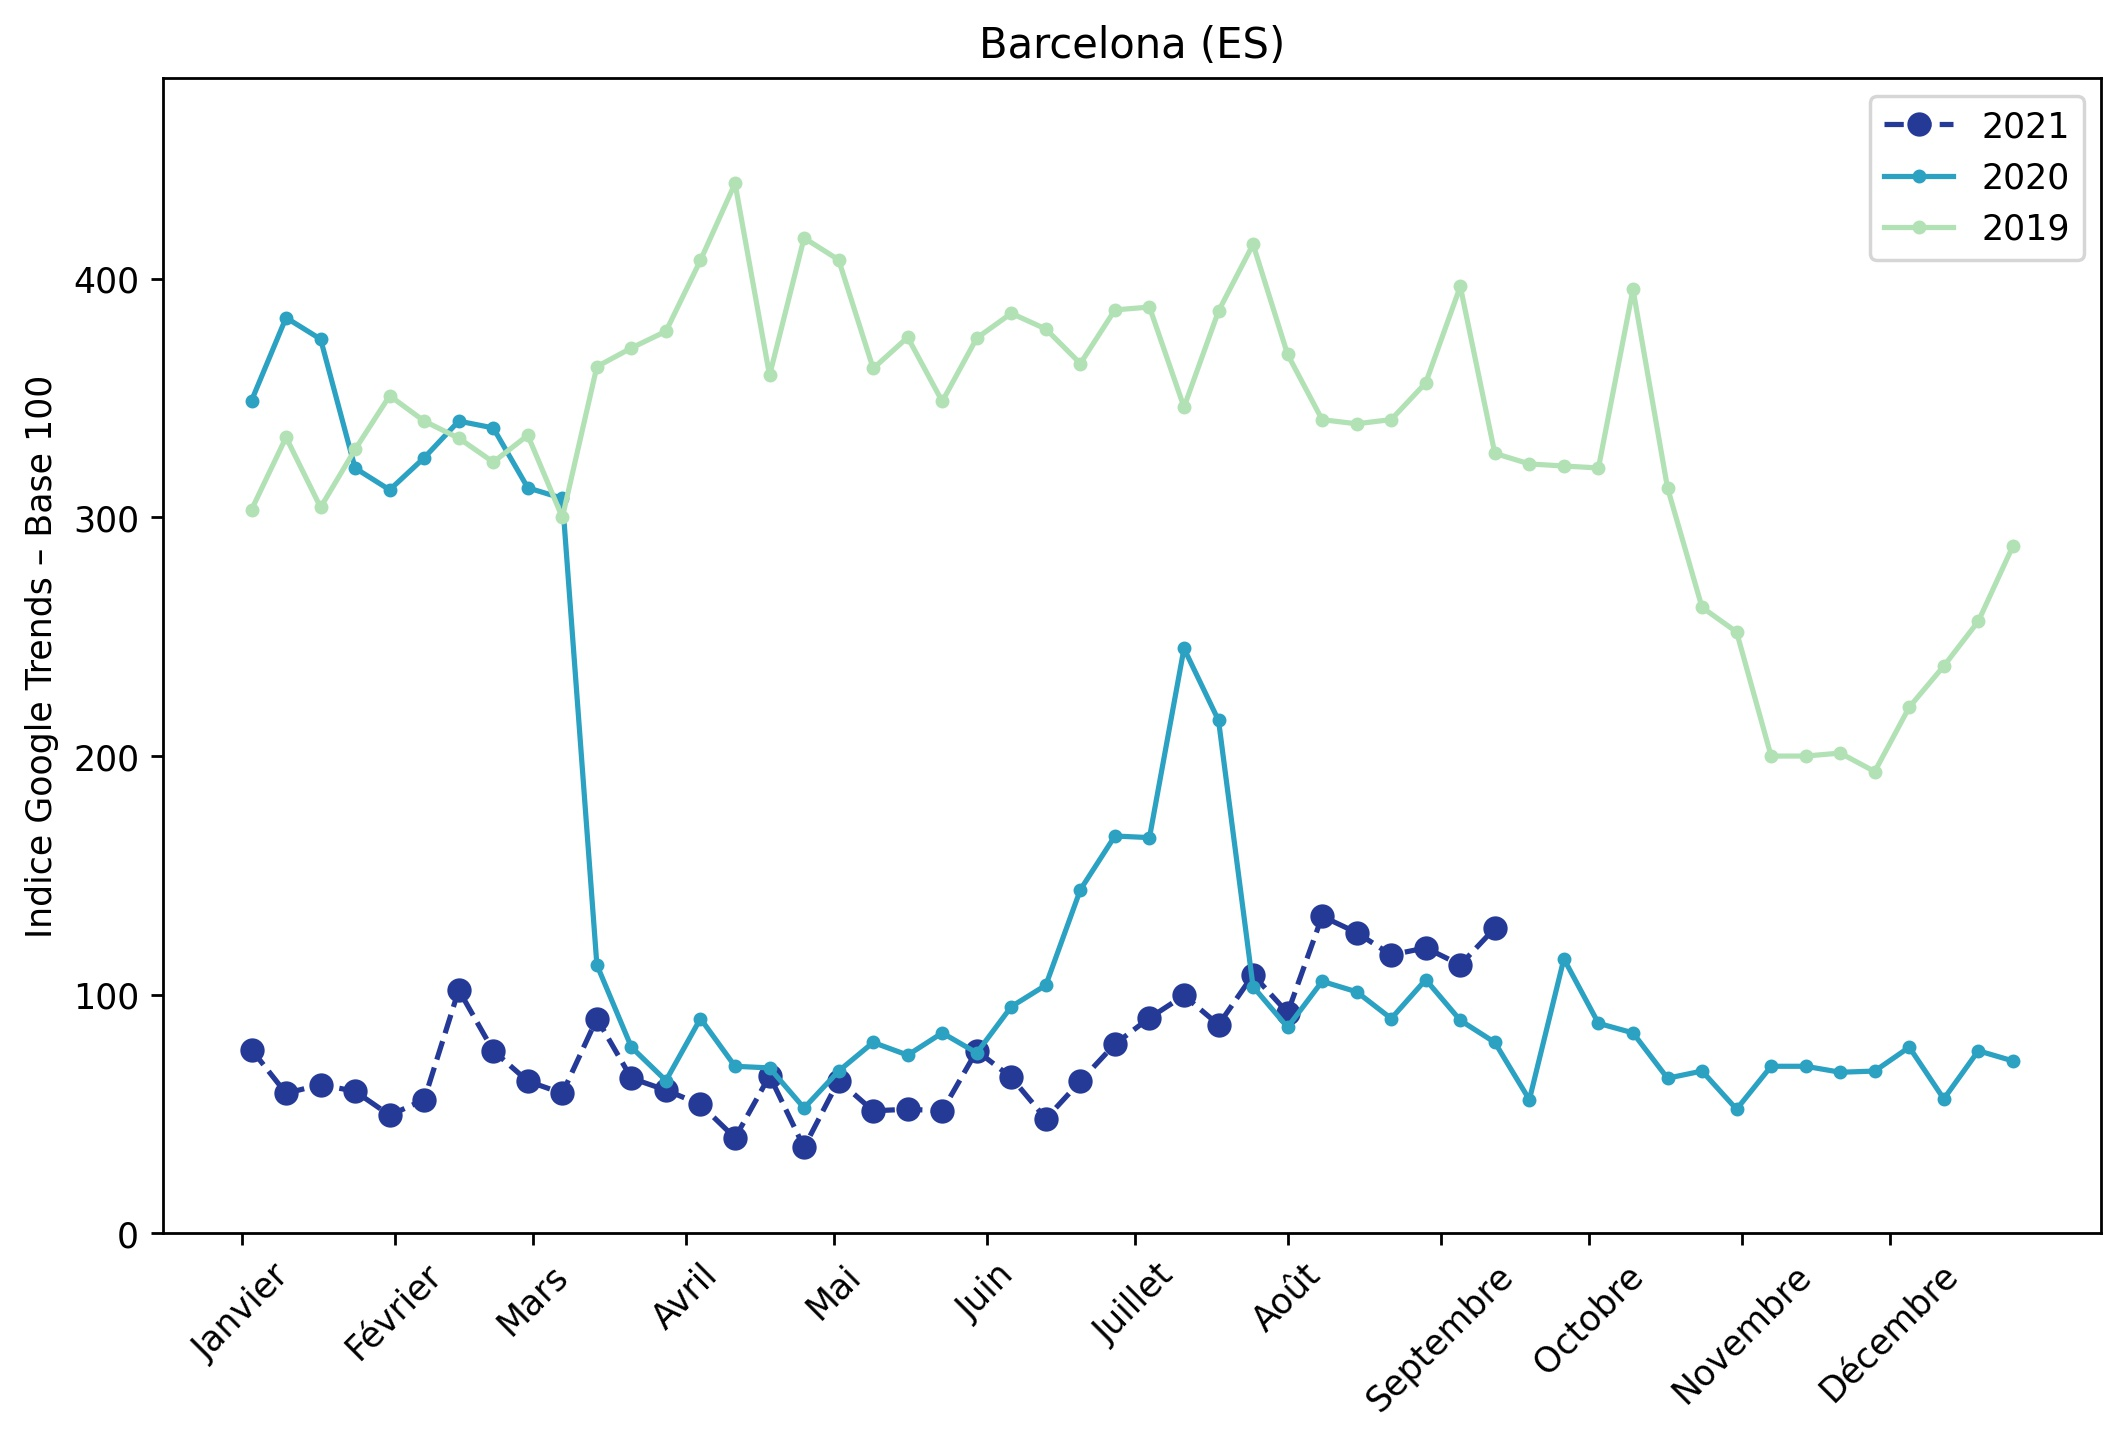 Barcelona (ES)
2021
2020
2019
Indice Google Trends – Base 100
400
300
200
100
0
Janvier
Février
Mars
Avril
Mai
Juin
Juillet
Août
Septembre
Octobre
Novembre
Décembre